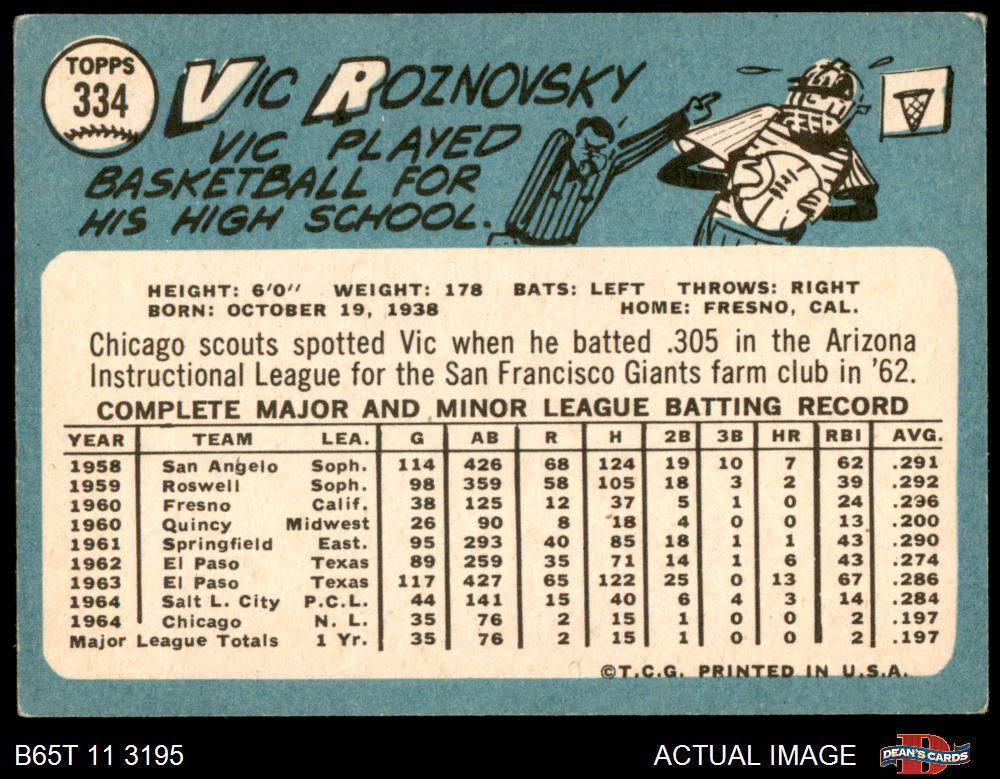 TOPPS
334
VIC ROZNOVSKY
VIC PLAYED
BASKETBALL FOR
HIS HIGH SCHOOL.
HEIGHT: 6'0" WEIGHT: 178 BATS: LEFT THROWS: RIGHT
BORN: OCTOBER 19, 1938 HOME: FRESNO, CAL.
Chicago scouts spotted Vic when he batted .305 in the Arizona
Instructional League for the San Francisco Giants farm club in '62.
COMPLETE MAJOR AND MINOR LEAGUE BATTING RECORD
YEAR TEAM LEA. G AB R H 2B 3B HR RBI AVG.
1958 San Angelo Soph. 114 426 68 124 19 10 7 62 .291
1959 Roswell Soph. 98 359 58 105 18 3 2 39 .292
1960 Fresno Calif. 38 125 12 37 5 1 0 24 .296
1960 Quincy Midwest 26 90 8 18 4 0 0 13 .200
1961 Springfield East. 95 293 40 85 18 1 1 43 .290
1962 El Paso Texas 89 259 35 71 14 1 6 43 .274
1963 El Paso Texas 117 427 65 122 25 0 13 67 .286
1964 Salt L. City P.C.L. 44 141 15 40 6 4 3 14 .284
1964 Chicago N. L. 35 76 2 15 1 0 0 2 .197
Major League Totals 1 Yr. 35 76 2 15 1 0 0 2 .197
©T.C.G. PRINTED IN U.S.A.
B65T 11 3195 ACTUAL IMAGE DEAN'S CARDS